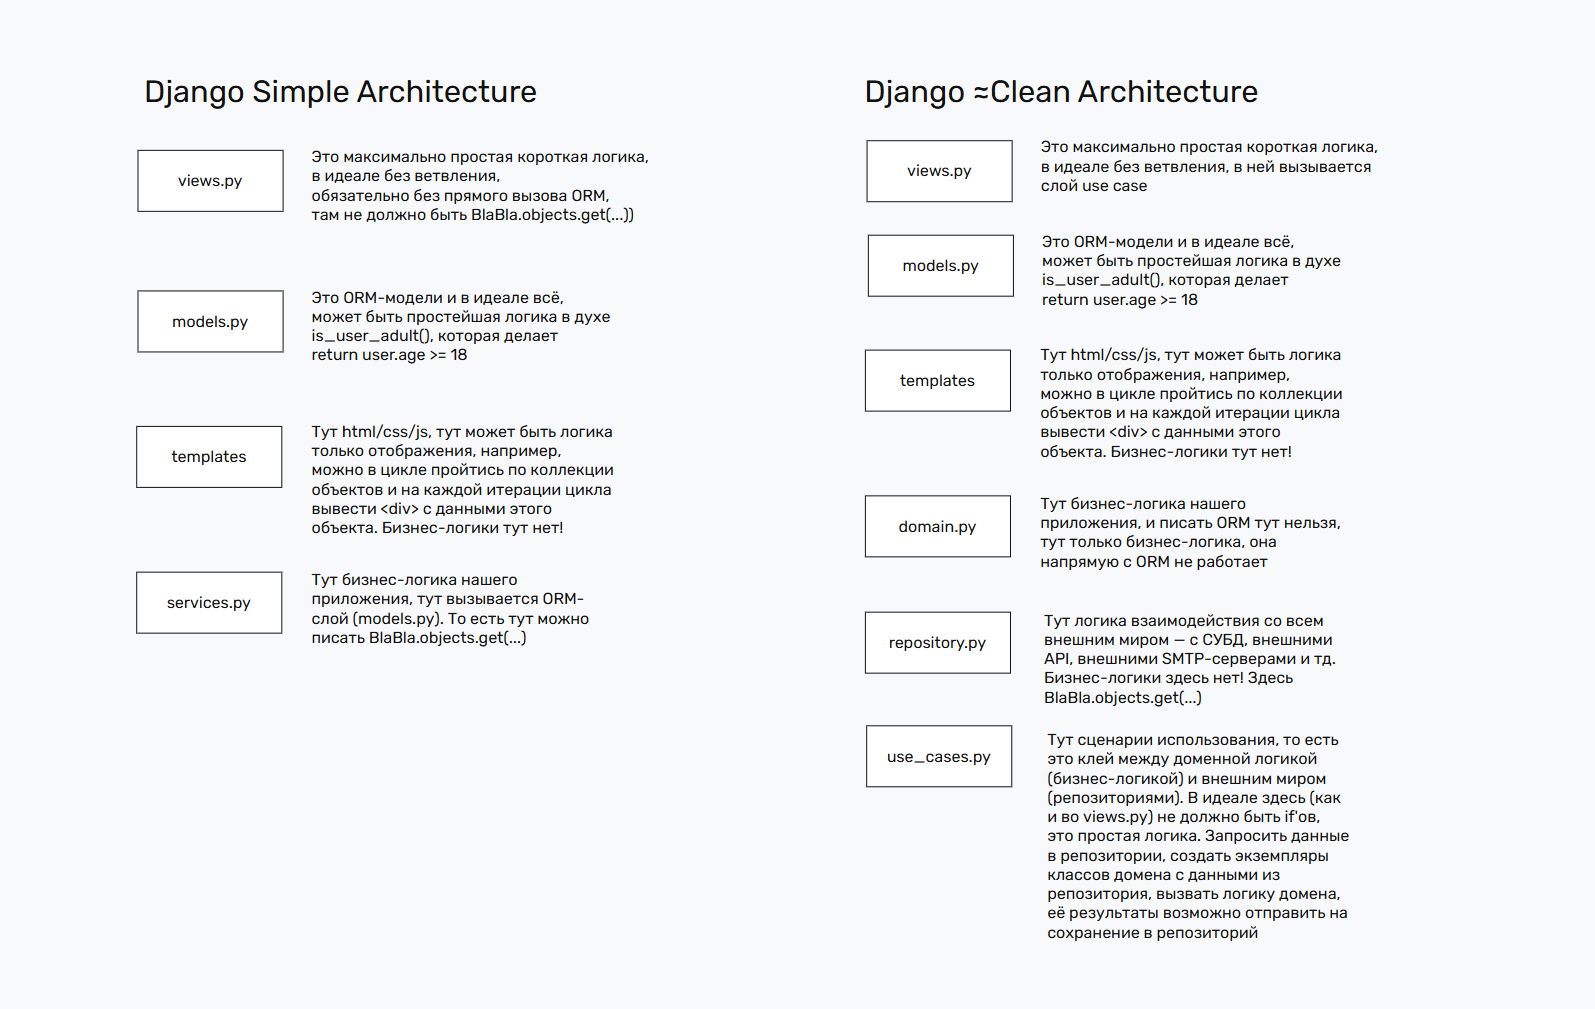 Django Simple Architecture
views.py
Это максимально простая короткая логика,
в идеале без ветвления,
обязательно без прямого вызова ORM,
там не должно быть BlaBla.objects.get(...))
models.py
Это ORM-модели и в идеале всё,
может быть простейшая логика в духе
is_user_adult(), которая делает
return user.age >= 18
templates
Тут html/css/js, тут может быть логика
только отображения, например,
можно в цикле пройтись по коллекции
объектов и на каждой итерации цикла
вывести <div> с данными этого
объекта. Бизнес-логики тут нет!
services.py
Тут бизнес-логика нашего
приложения, тут вызывается ORM-
слой (models.py). То есть тут можно
писать BlaBla.objects.get(...)
Django ≈Clean Architecture
views.py
Это максимально простая короткая логика,
в идеале без ветвления, в ней вызывается
слой use case
models.py
Это ORM-модели и в идеале всё,
может быть простейшая логика в духе
is_user_adult(), которая делает
return user.age >= 18
templates
Тут html/css/js, тут может быть логика
только отображения, например,
можно в цикле пройтись по коллекции
объектов и на каждой итерации цикла
вывести <div> с данными этого
объекта. Бизнес-логики тут нет!
domain.py
Тут бизнес-логика нашего
приложения, и писать ORM тут нельзя,
тут только бизнес-логика, она
напрямую с ORM не работает
repository.py
Тут логика взаимодействия со всем
внешним миром — с СУБД, внешними
API, внешними SMTP-серверами и тд.
Бизнес-логики здесь нет! Здесь
BlaBla.objects.get(...)
use_cases.py
Тут сценарии использования, то есть
это клей между доменной логикой
(бизнес-логикой) и внешним миром
(репозиториями). В идеале здесь (как
и во views.py) не должно быть if'ов,
это простая логика. Запросить данные
в репозитории, создать экземпляры
классов домена с данными из
репозитория, вызвать логику домена,
её результаты возможно отправить на
сохранение в репозиторий